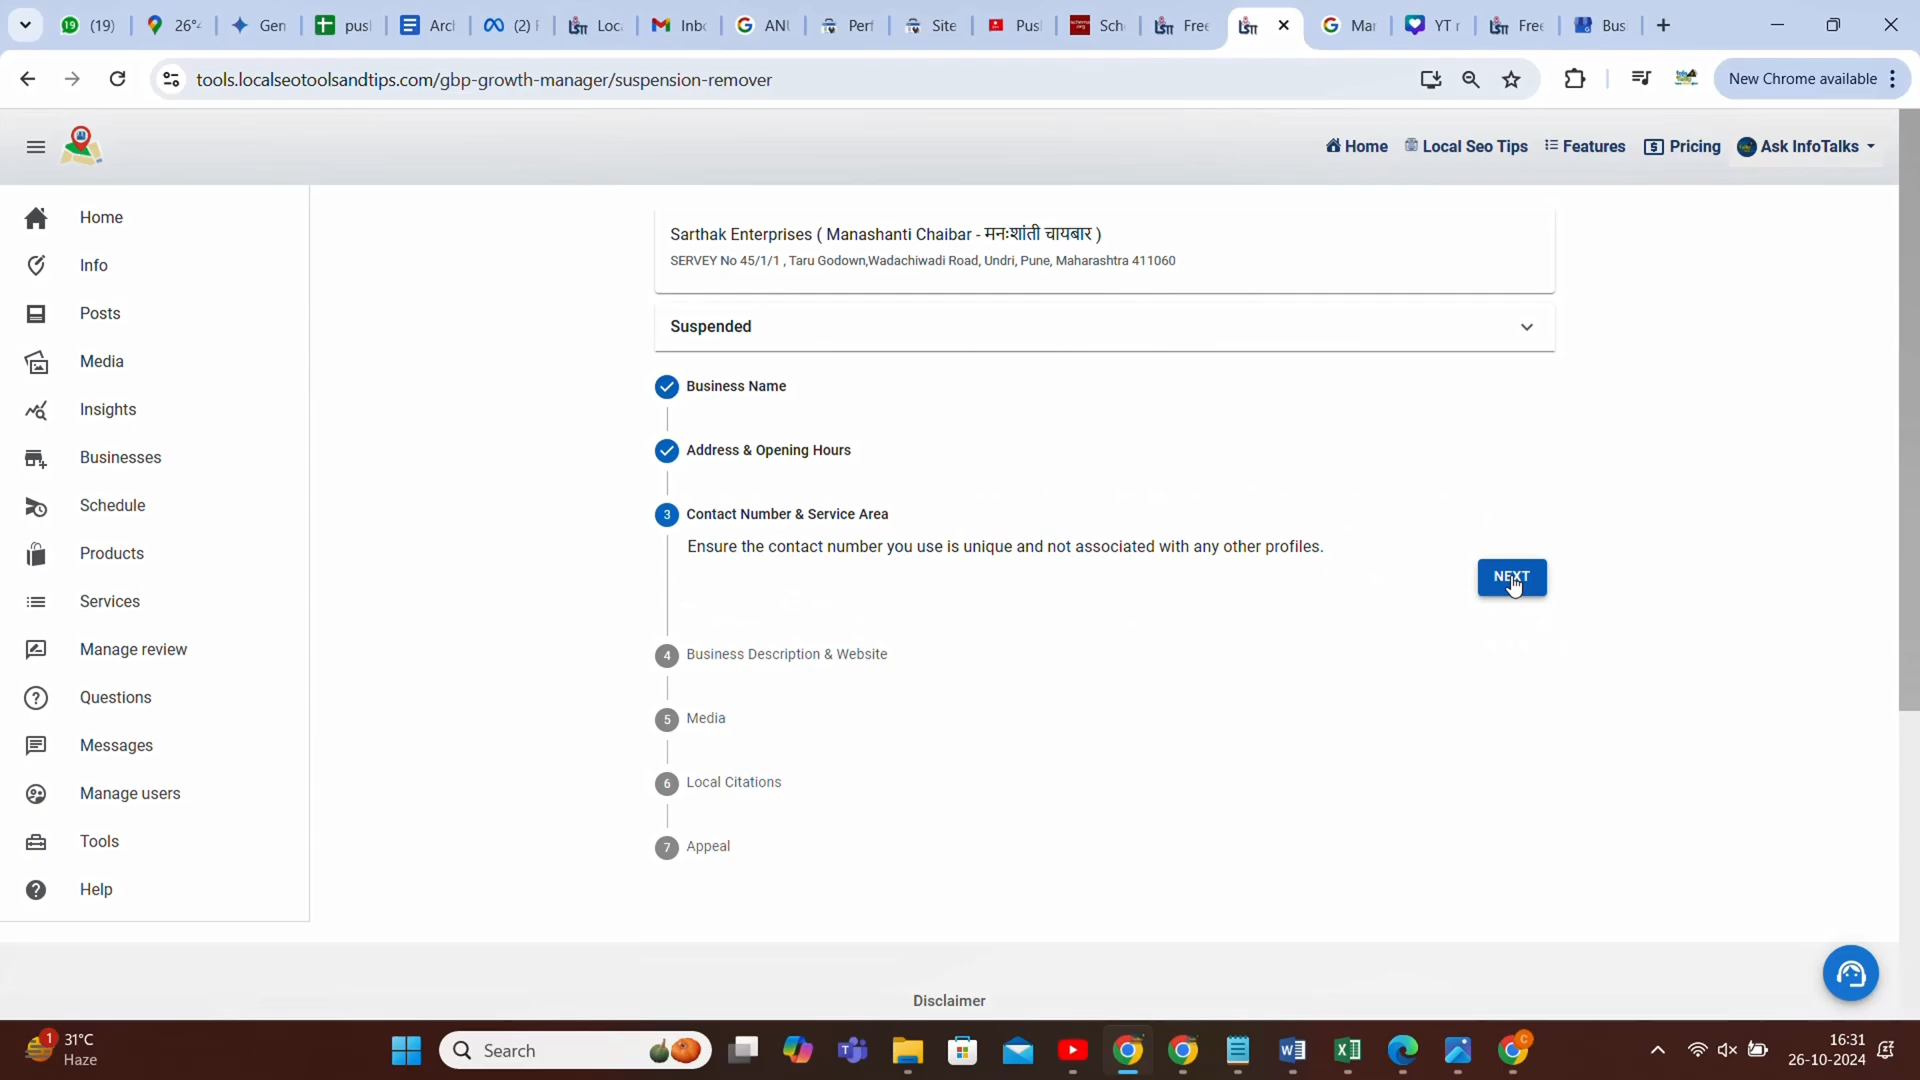 (19)
26°
Gen
pus
Arc
(2) F
Loc
Inbo
ANU
Perf
Site
Pus
Sch
Free
Mar
YT r
Free
Bus
tools.localseotoolsandtips.com/gbp-growth-manager/suspension-remover
New Chrome available
Home
Local Seo Tips
Features
Pricing
Ask InfoTalks
Home
Info
Posts
Media
Insights
Businesses
Schedule
Products
Services
Manage review
Questions
Messages
Manage users
Tools
Help
Sarthak Enterprises ( Manashanti Chaibar - मनःशांती चायबार )
SERVEY No 45/1/1 , Taru Godown,Wadachiwadi Road, Undri, Pune, Maharashtra 411060
Suspended
Business Name
Address & Opening Hours
3 Contact Number & Service Area
Ensure the contact number you use is unique and not associated with any other profiles.
NEXT
4 Business Description & Website
5 Media
6 Local Citations
7 Appeal
Disclaimer
1
31°C
Haze
Search
16:31
26-10-2024